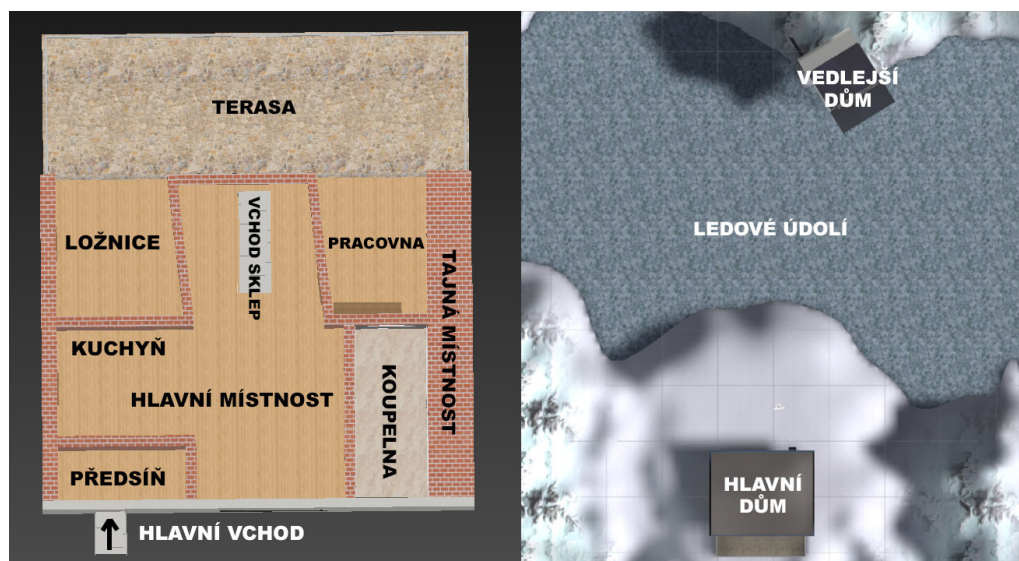 TERASA
LOŽNICE
VCHOD SKLEP
PRACOVNA
TAJNÁ MÍSTNOST
KUCHYŇ
HLAVNÍ MÍSTNOST
KOUPELNA
PŘEDSÍŇ
HLAVNÍ VCHOD
VEDLEJŠÍ
DŮM
LEDOVÉ ÚDOLÍ
HLAVNÍ
DŮM